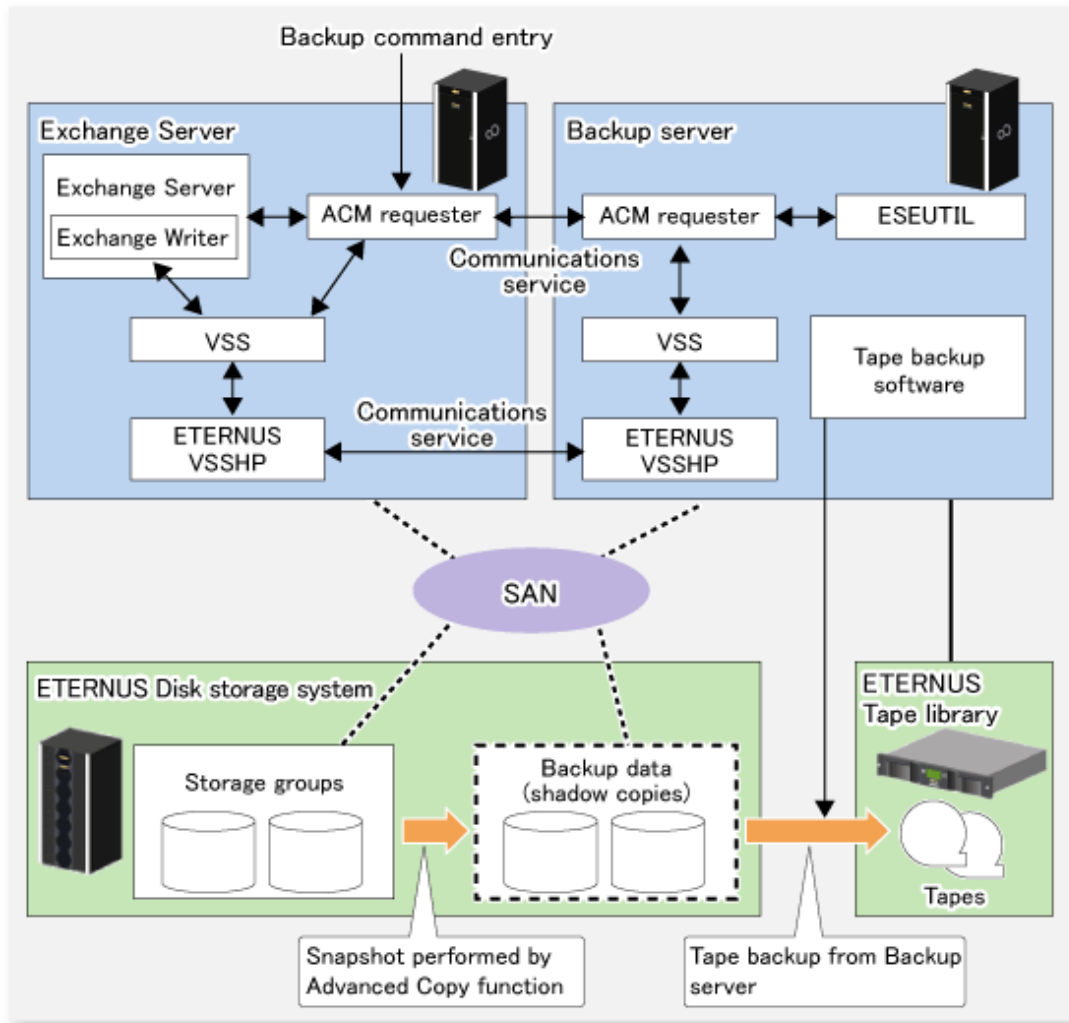 Backup command entry
Exchange Server
Backup server
Exchange Server
Exchange Writer
ACM requester
ACM requester
ESEUTIL
Communications
service
VSS
VSS
Tape backup
software
Communications
service
ETERNUS
VSSHP
ETERNUS
VSSHP
SAN
ETERNUS Disk storage system
ETERNUS
Tape library
Storage groups
Backup data
(shadow copies)
Tapes
Snapshot performed by
Advanced Copy function
Tape backup from Backup
server